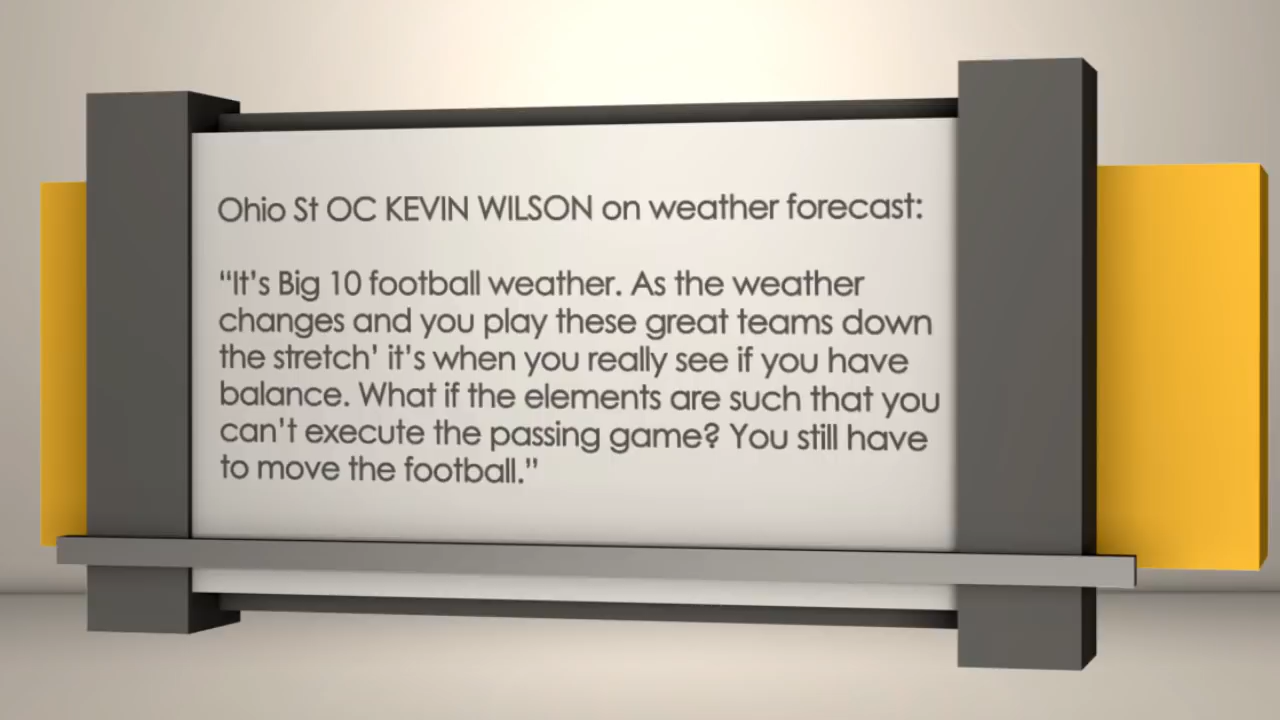 Ohio St OC KEVIN WILSON on weather forecast:
“It’s Big 10 football weather. As the weather
changes and you play these great teams down
the stretch’ it’s when you really see if you have
balance. What if the elements are such that you
can’t execute the passing game? You still have
to move the football.”